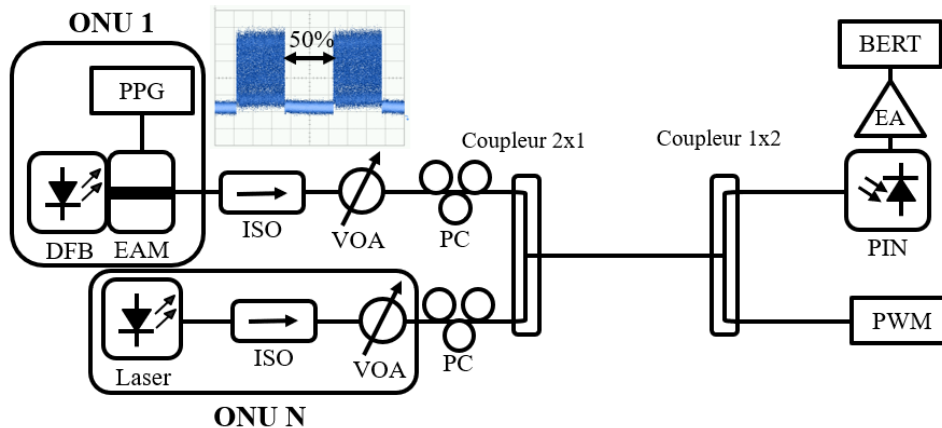 ONU 1
PPG
DFB
EAM
50%
ISO
VOA
PC
Coupleur 2x1
Coupleur 1x2
BERT
EA
PIN
PWM
Laser
ISO
VOA
PC
ONU N